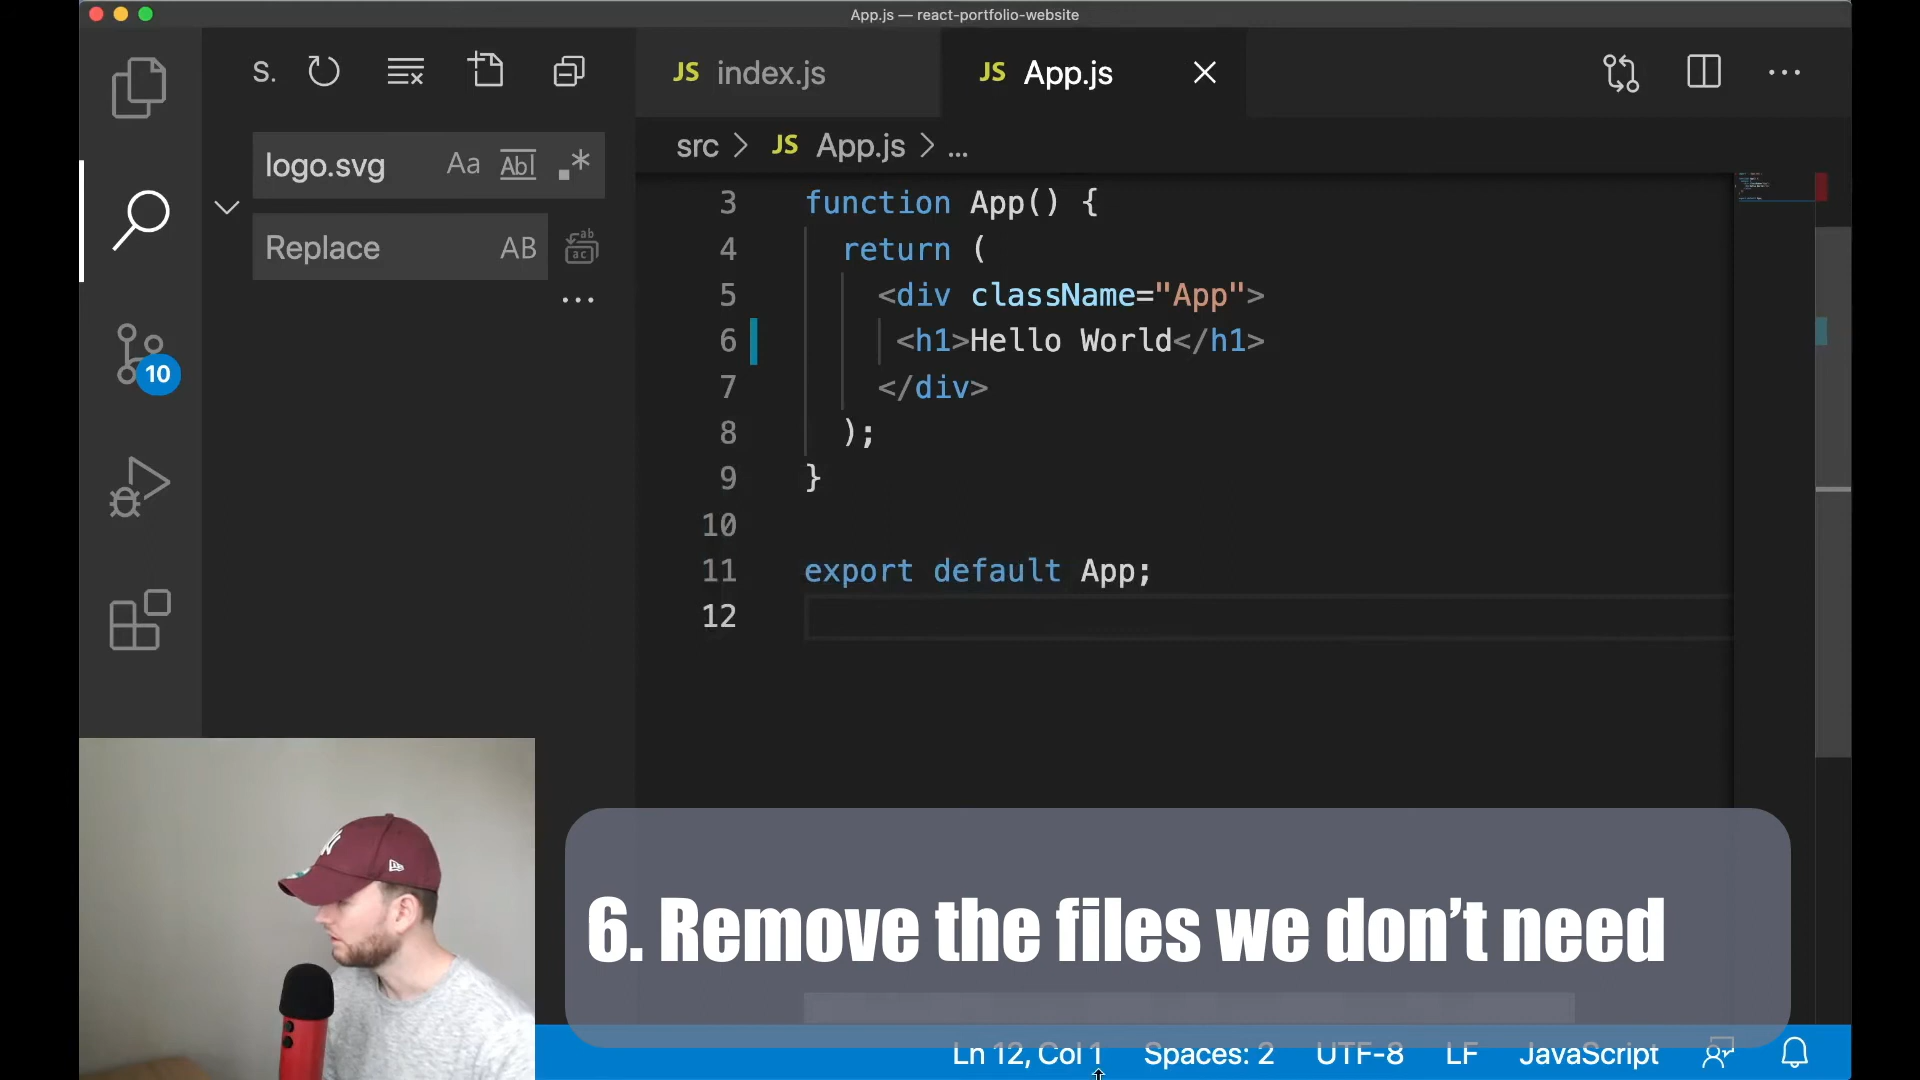 App.js — react-portfolio-website
S.
JS index.js
JS App.js
src > JS App.js > ...
logo.svg Aa Abl .*
Replace AB
ab
ac
10
3 function App() {
4 return (
5 <div className="App">
6 <h1>Hello World</h1>
7 </div>
8 );
9 }
10
11 export default App;
12
6. Remove the files we don't need
Ln 12, Col 1 Spaces: 2 UTF-8 LF JavaScript